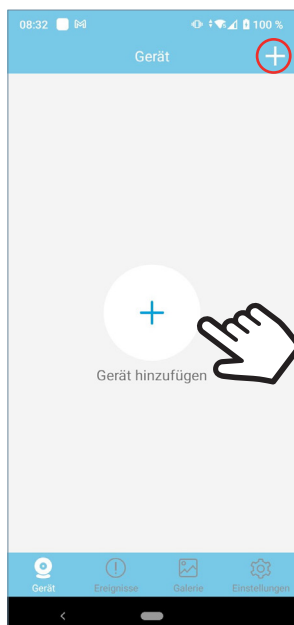 08:32 100 %
Gerät
Gerät hinzufügen
Gerät Ereignisse Galerie Einstellungen